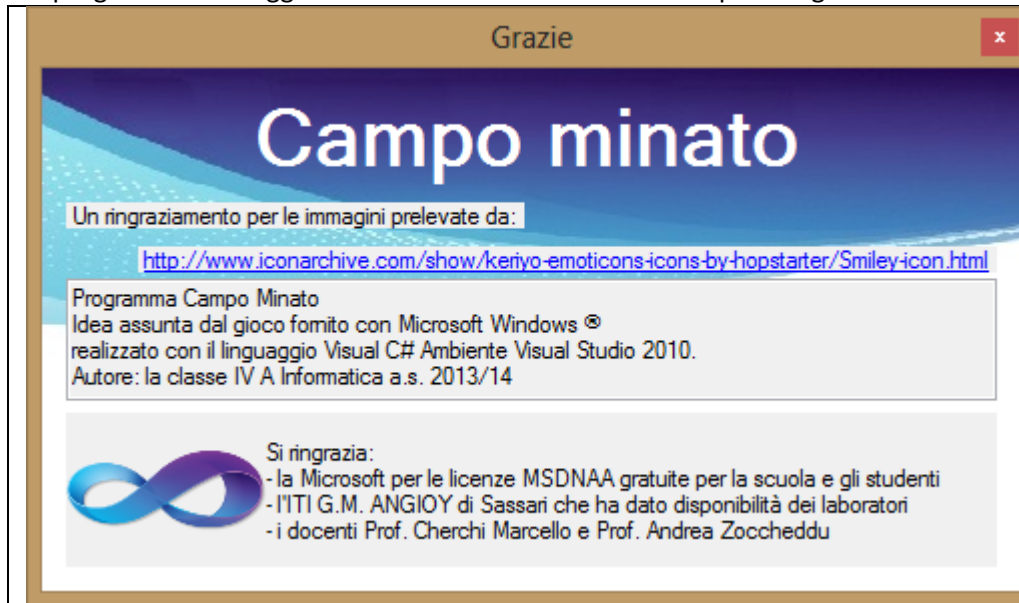 Grazie
x
Campo minato
Un ringraziamento per le immagini prelevate da:
http://www.iconarchive.com/show/keriyo-emoticons-icons-by-hopstarter/Smiley-icon.html
Programma Campo Minato
Idea assunta dal gioco fornito con Microsoft Windows ®
realizzato con il linguaggio Visual C# Ambiente Visual Studio 2010.
Autore: la classe IV A Informatica a.s. 2013/14
Si ringrazia:
- la Microsoft per le licenze MSDNAA gratuite per la scuola e gli studenti
- l'ITI G.M. ANGIOY di Sassari che ha dato disponibilità dei laboratori
- i docenti Prof. Cherchi Marcello e Prof. Andrea Zoccheddu